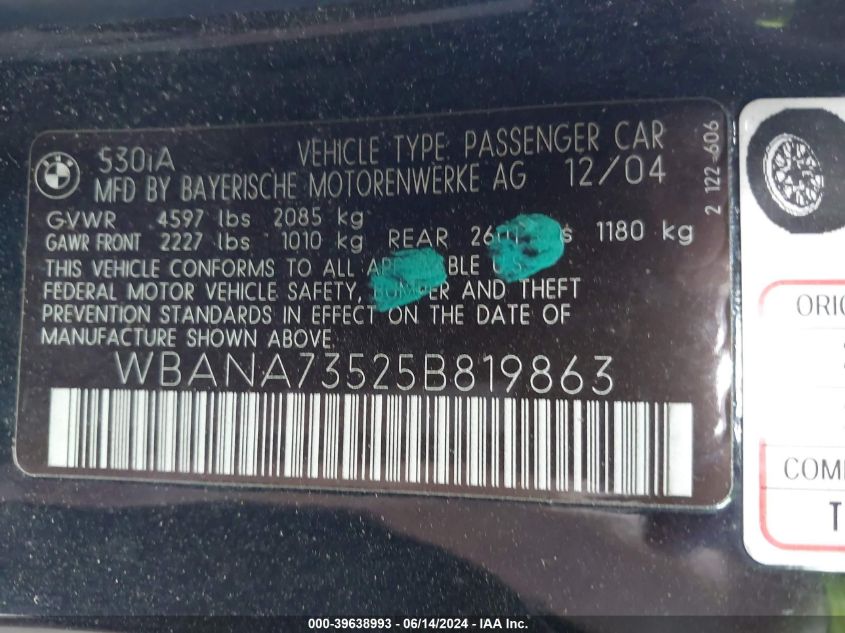 BMW
530iA VEHICLE TYPE: PASSENGER CAR
MFD BY BAYERISCHE MOTORENWERKE AG 12/04
GVWR 4597 lbs 2085 kg
GAWR FRONT 2227 lbs 1010 kg REAR 1180 kg
THIS VEHICLE CONFORMS TO ALL
FEDERAL MOTOR VEHICLE SAFETY, BUMPER AND THEFT
PREVENTION STANDARDS IN EFFECT ON THE DATE OF
MANUFACTURE SHOWN ABOVE.
WBANA73525B819863
2 122 606
ORIG
COMP
T
000-39638993 - 06/14/2024 - IAA Inc.